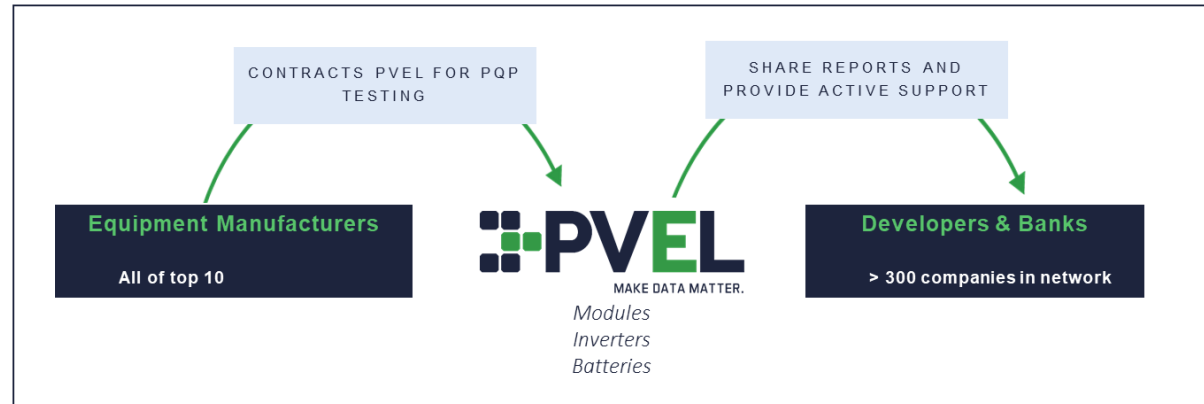 CONTRACTS PVEL FOR PQP
TESTING
SHARE REPORTS AND
PROVIDE ACTIVE SUPPORT
Equipment Manufacturers
All of top 10
PVEL
MAKE DATA MATTER.
Modules
Inverters
Batteries
Developers & Banks
> 300 companies in network